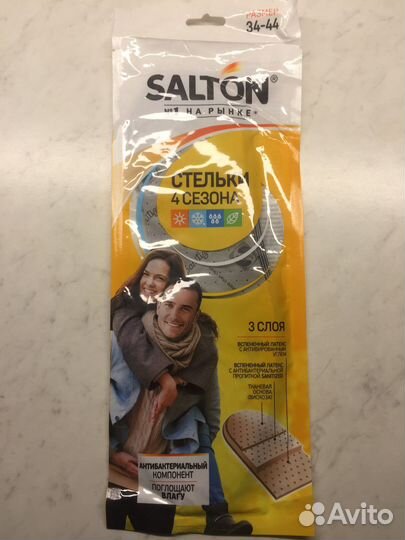 РАЗМЕР
34-44
SALTON
№1 НА РЫНКЕ*
СТЕЛЬКИ
4 СЕЗОНА
3 СЛОЯ
ВСПЕНЕННЫЙ ЛАТЕКС
С АКТИВИРОВАННЫМ
УГЛЕМ
ВСПЕНЕННЫЙ ЛАТЕКС
С АНТИБАКТЕРИАЛЬНОЙ
ПРОПИТКОЙ SANITIZED
ТКАНЕВАЯ
ОСНОВА
(ВИСКОЗА)
АНТИБАКТЕРИАЛЬНЫЙ
КОМПОНЕНТ
ПОГЛОЩАЮТ
ВЛАГУ
Avito